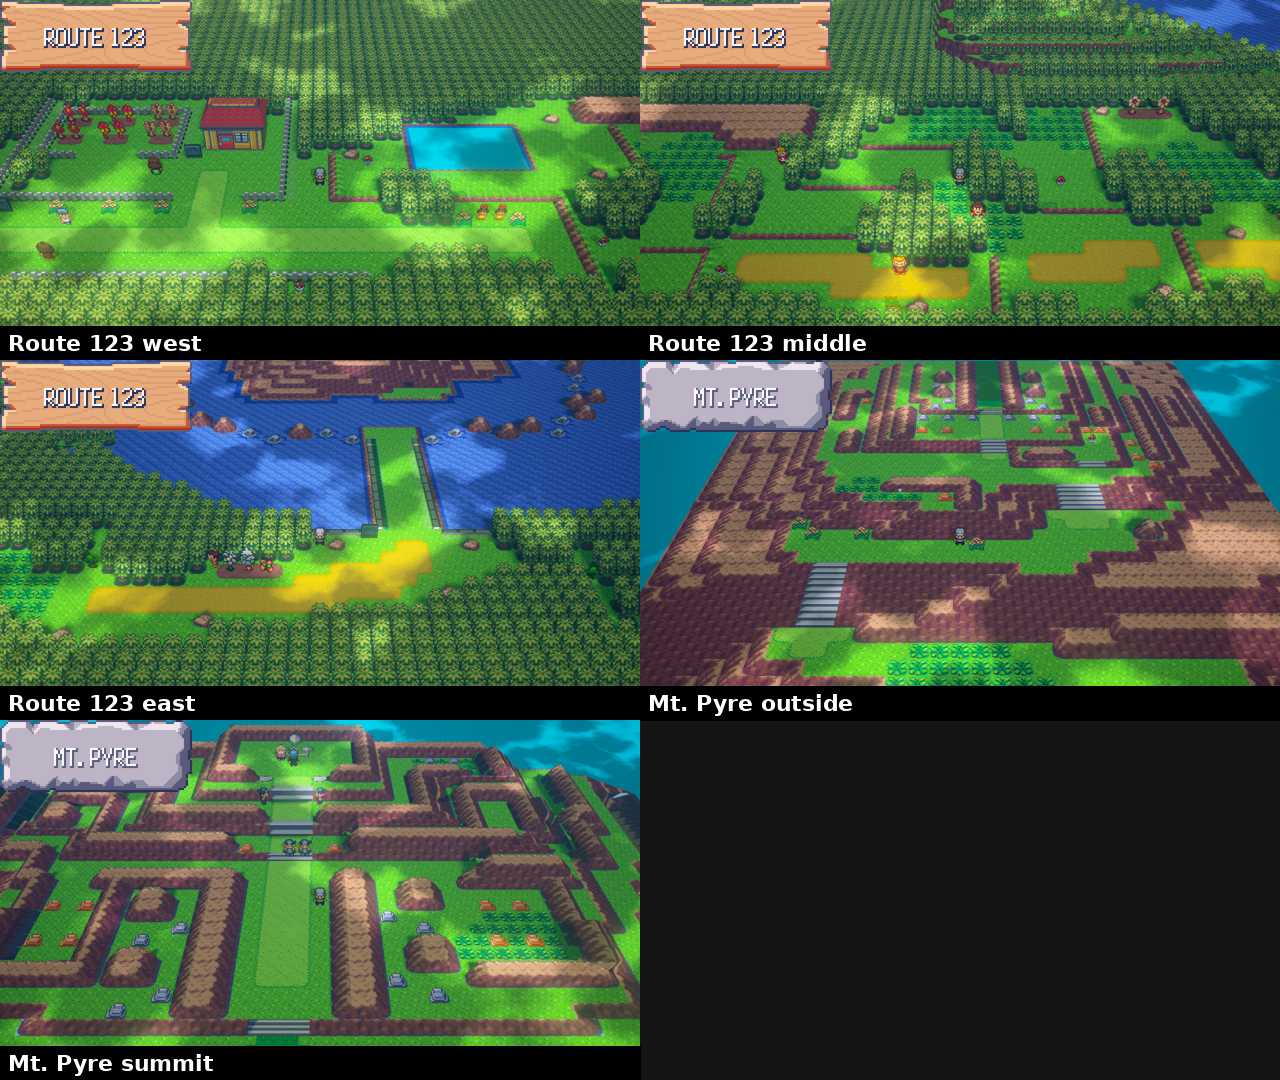 ROUTE 123
ROUTE 123
Route 123 west
Route 123 middle
ROUTE 123
MT. PYRE
Route 123 east
Mt. Pyre outside
MT. PYRE
Mt. Pyre summit